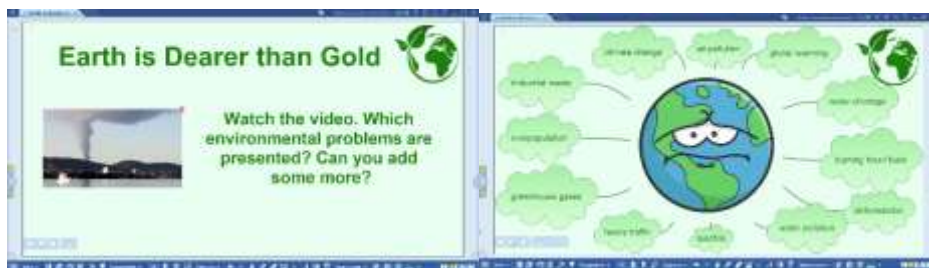 Earth is Dearer than Gold
Watch the video. Which
environmental problems are
presented? Can you add
some more?
climate change
air pollution
global warming
industrial waste
water shortage
overpopulation
burning fossil fuels
greenhouse gases
deforestation
heavy traffic
water pollution